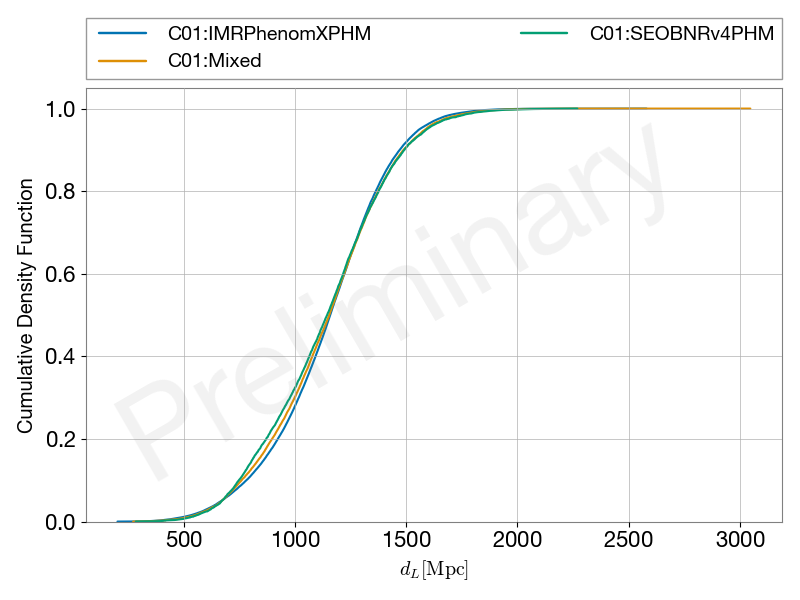 C01:IMRPhenomXPHM
C01:Mixed
C01:SEOBNRv4PHM
Preliminary
Cumulative Density Function
1.0
0.8
0.6
0.4
0.2
0.0
500 1000 1500 2000 2500 3000
d_L[Mpc]